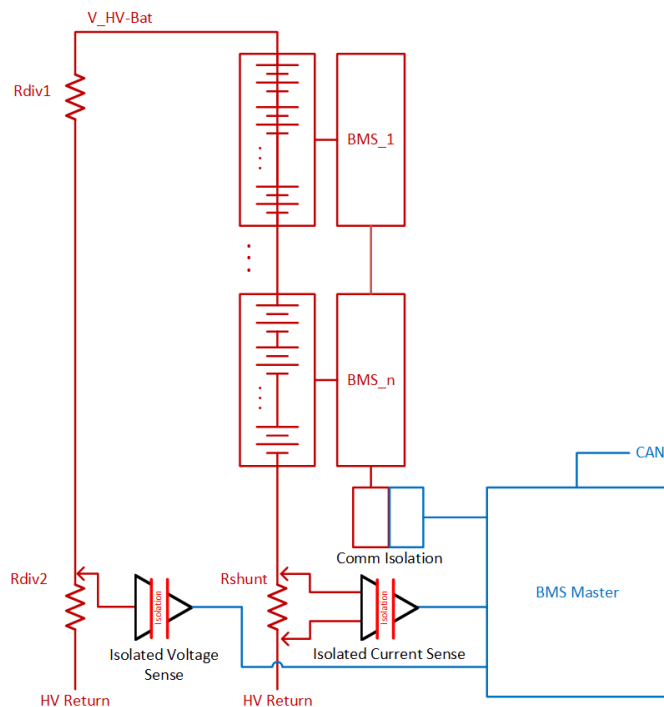 V_HV-Bat
Rdiv1
BMS_1
BMS_n
CAN
Comm Isolation
Rdiv2
Isolation
Rshunt
Isolation
BMS Master
Isolated Voltage
Sense
Isolated Current Sense
HV Return
HV Return